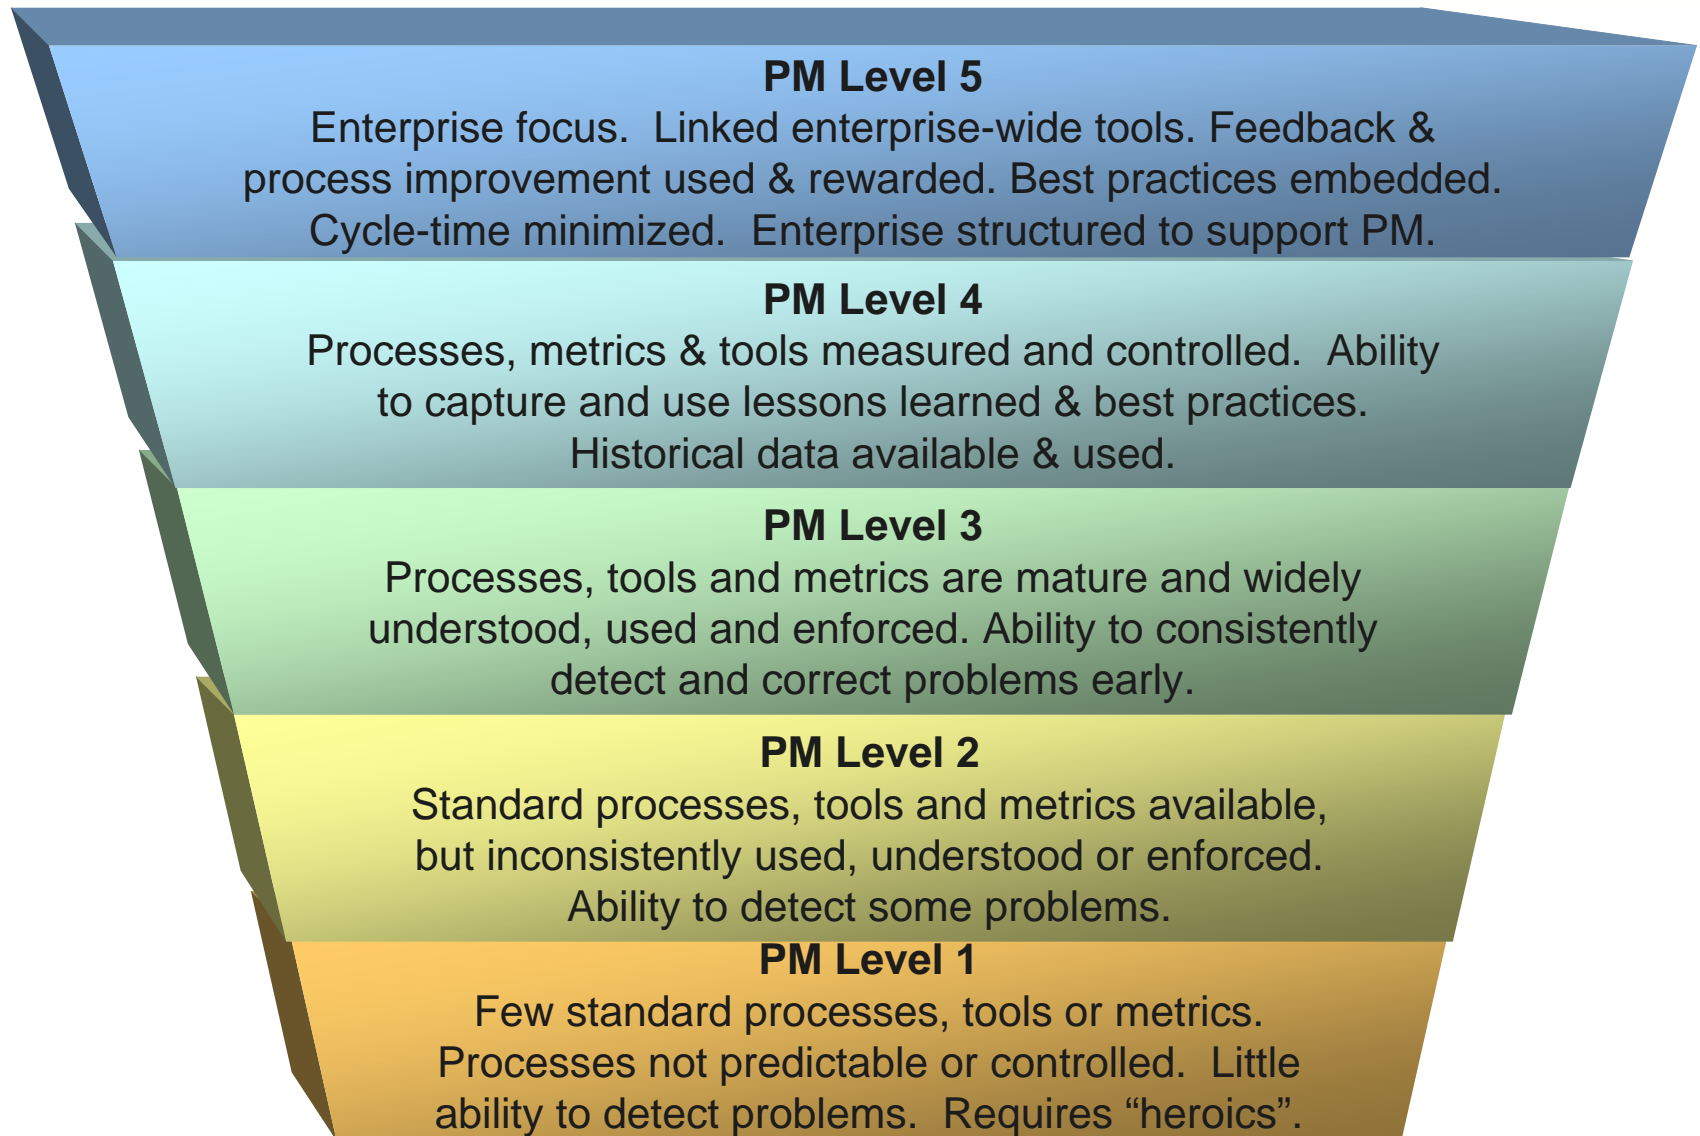 PM Level 5
Enterprise focus.  Linked enterprise-wide tools. Feedback &
process improvement used & rewarded. Best practices embedded.
Cycle-time minimized.  Enterprise structured to support PM.
PM Level 4
Processes, metrics & tools measured and controlled.  Ability
to capture and use lessons learned & best practices.
Historical data available & used.
PM Level 3
Processes, tools and metrics are mature and widely
understood, used and enforced. Ability to consistently
detect and correct problems early.
PM Level 2
Standard processes, tools and metrics available,
but inconsistently used, understood or enforced.
Ability to detect some problems.
PM Level 1
Few standard processes, tools or metrics.
Processes not predictable or controlled.  Little
ability to detect problems.  Requires “heroics”.